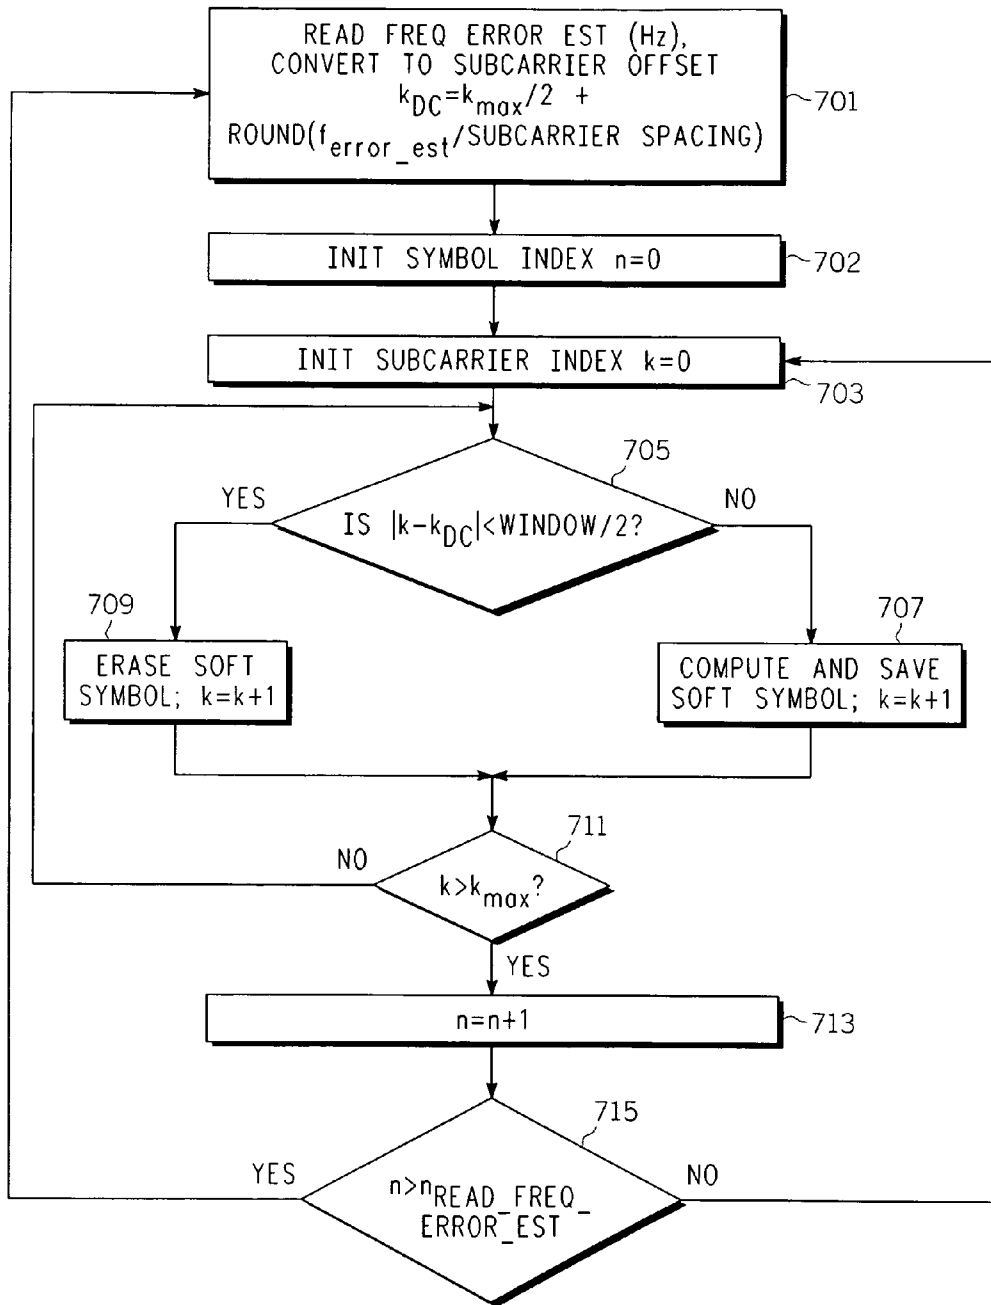 READ FREQ ERROR EST (Hz),
CONVERT TO SUBCARRIER OFFSET
kDC=kmax/2 +
ROUND(ferror_est/SUBCARRIER SPACING)
701
INIT SYMBOL INDEX n=0
702
INIT SUBCARRIER INDEX k=0
703
705
YES
NO
IS |k-kDC|<WINDOW/2?
709
707
ERASE SOFT
SYMBOL; k=k+1
COMPUTE AND SAVE
SOFT SYMBOL; k=k+1
711
NO
k>kmax?
YES
n=n+1
713
715
YES
NO
n>nREAD_FREQ_
ERROR_EST